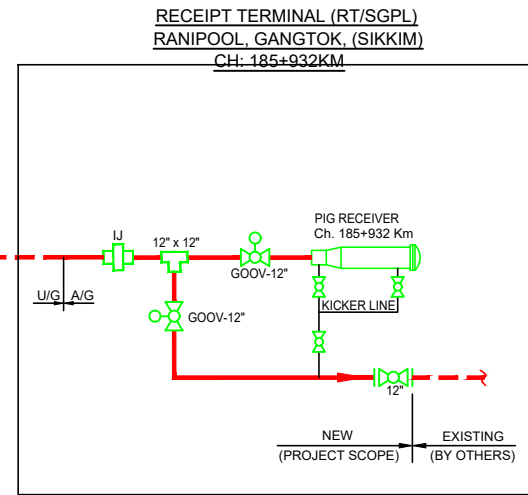 RECEIPT TERMINAL (RT/SGPL)
RANIPOOL, GANGTOK, (SIKKIM)
CH: 185+932KM
IJ
12" x 12"
GOOV-12"
PIG RECEIVER
Ch. 185+932 Km
U/G A/G
KICKER LINE
GOOV-12"
12"
NEW
(PROJECT SCOPE)
EXISTING
(BY OTHERS)